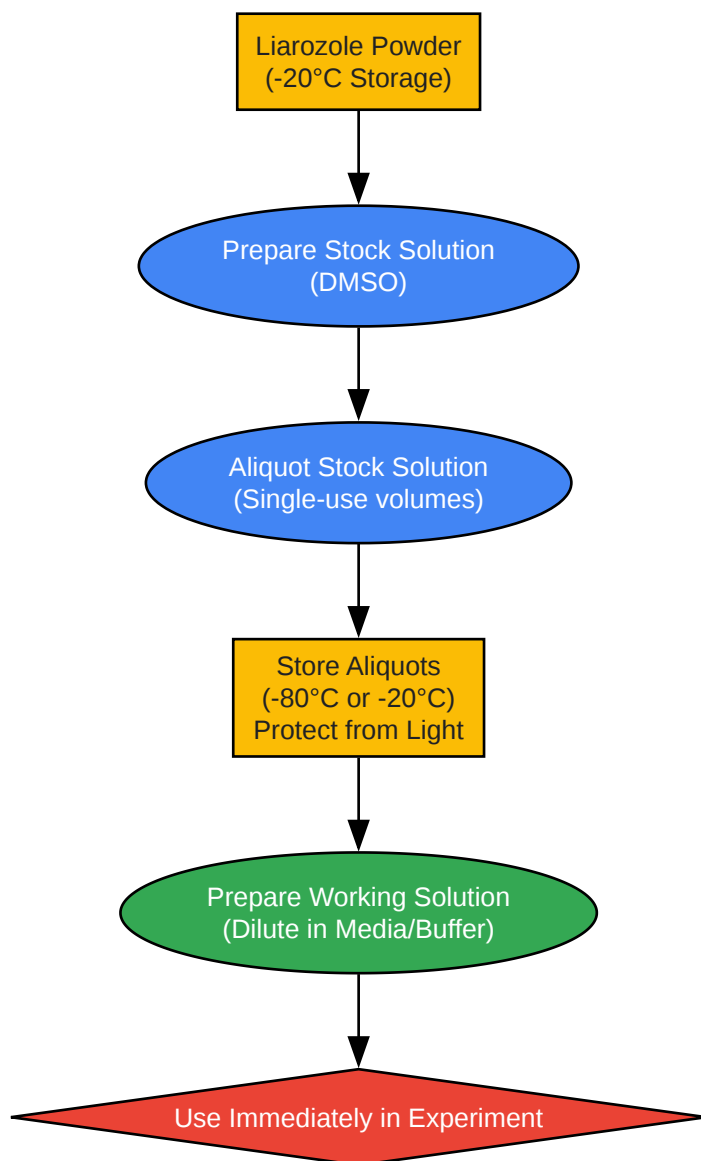 Liarozole Powder
(-20°C Storage)
Prepare Stock Solution
(DMSO)
Aliquot Stock Solution
(Single-use volumes)
Store Aliquots
(-80°C or -20°C)
Protect from Light
Prepare Working Solution
(Dilute in Media/Buffer)
Use Immediately in Experiment